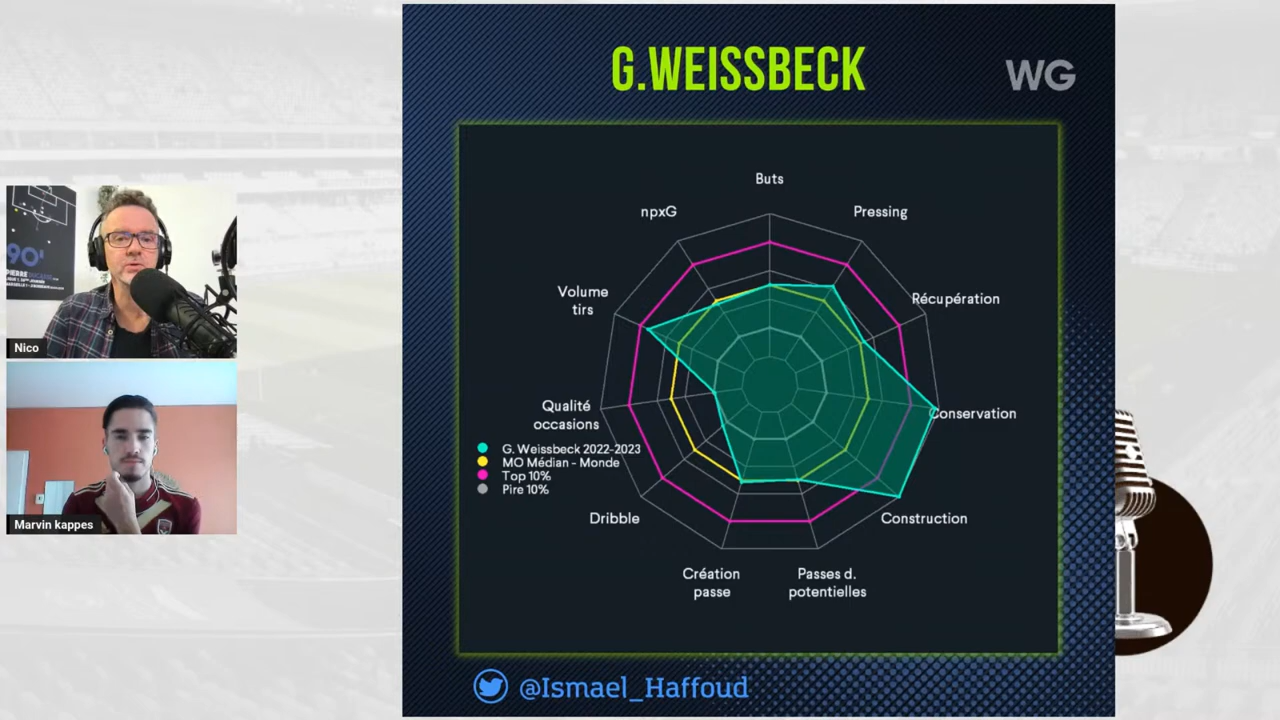 G.WEISSBECK
WG
Buts
npxG
Pressing
Volume
tirs
Récupération
Qualité
occasions
Conservation
G. Weissbeck 2022-2023
MO Médian - Monde
Top 10%
Pire 10%
Dribble
Construction
Création
passe
Passes d.
potentielles
@Ismael_Haffoud
90'
Nico
Marvin kappes